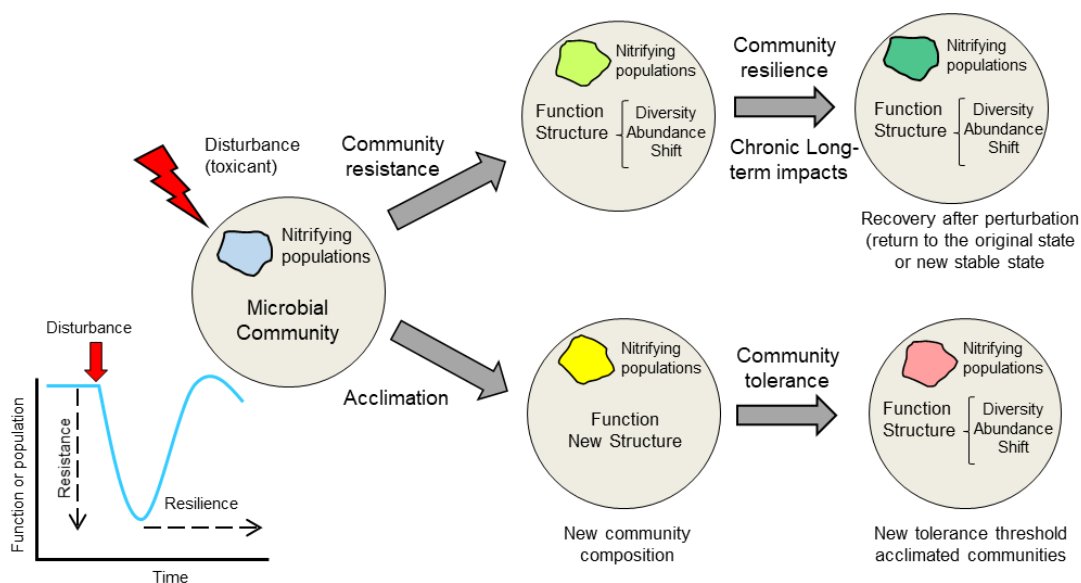 Disturbance
(toxicant)
Nitrifying
populations
Microbial
Community
Community
resistance
Nitrifying
populations
Function
Structure
Diversity
Abundance
Shift
Community
resilience
Chronic Long-
term impacts
Nitrifying
populations
Function
Structure
Diversity
Abundance
Shift
Recovery after perturbation
(return to the original state
or new stable state
Acclimation
Nitrifying
populations
Function
New Structure
New community
composition
Community
tolerance
Nitrifying
populations
Function
Structure
Diversity
Abundance
Shift
New tolerance threshold
acclimated communities
Disturbance
Function or population
Resistance
Resilience
Time